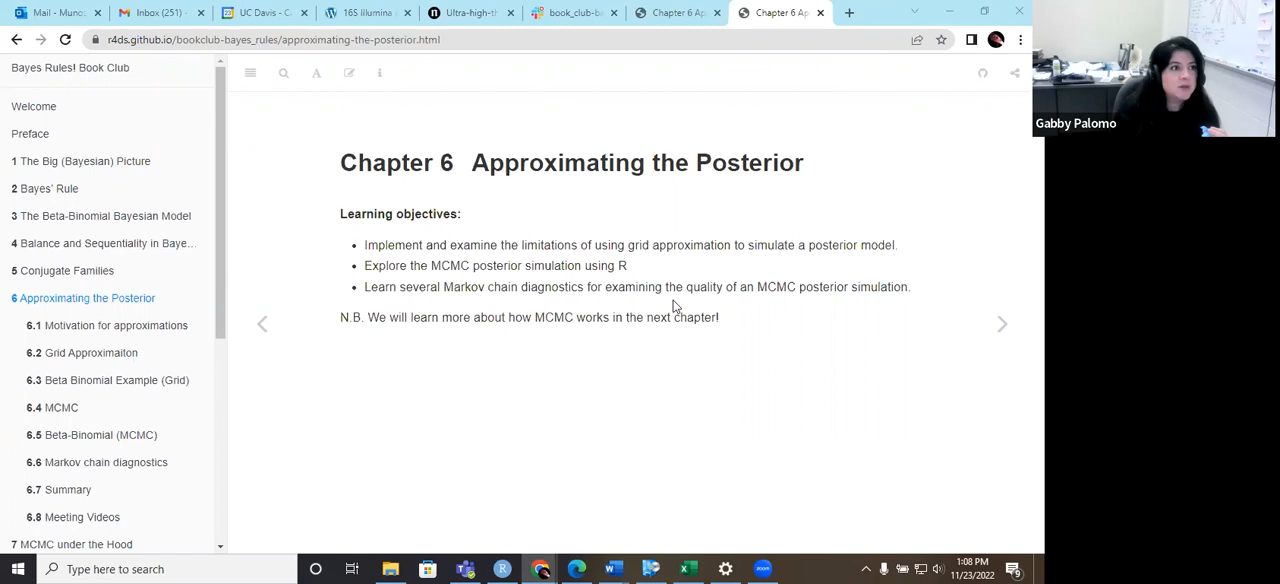 Mail - Muno
Inbox (251) -
UC Davis - C
16S illumina
Ultra-high-th
book_club-ba
Chapter 6 Ap
Chapter 6 Ap
r4ds.github.io/bookclub-bayes_rules/approximating-the-posterior.html
Bayes Rules! Book Club
Welcome
Preface
1 The Big (Bayesian) Picture
2 Bayes' Rule
3 The Beta-Binomial Bayesian Model
4 Balance and Sequentiality in Baye...
5 Conjugate Families
6 Approximating the Posterior
6.1 Motivation for approximations
6.2 Grid Approximaiton
6.3 Beta Binomial Example (Grid)
6.4 MCMC
6.5 Beta-Binomial (MCMC)
6.6 Markov chain diagnostics
6.7 Summary
6.8 Meeting Videos
7 MCMC under the Hood
Chapter 6 Approximating the Posterior
Learning objectives:
Implement and examine the limitations of using grid approximation to simulate a posterior model.
Explore the MCMC posterior simulation using R
Learn several Markov chain diagnostics for examining the quality of an MCMC posterior simulation.
N.B. We will learn more about how MCMC works in the next chapter!
Gabby Palomo
Type here to search
zoom
1:08 PM
11/23/2022